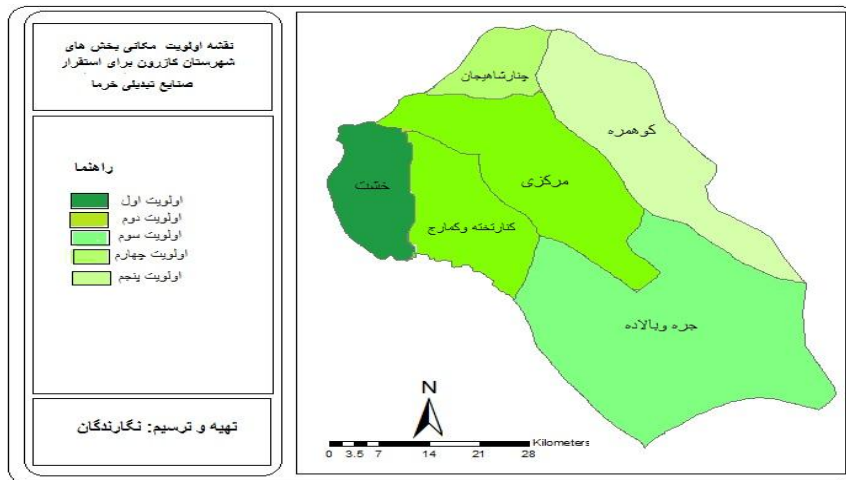 نقشه اولویت مکانی بخش های
شهرستان کازرون برای استقرار
صنایع تبدیلی خرما
راهنما
اولویت اول
اولویت دوم
اولویت سوم
اولویت چهارم
اولویت پنجم
تهیه و ترسیم: نگارندگان
چنارشاهیجان
کوهمره
مرکزی
خشت
کنارتخته وکمارج
جره وبالاده
N
Kilometers
0 3.5 7 14 21 28